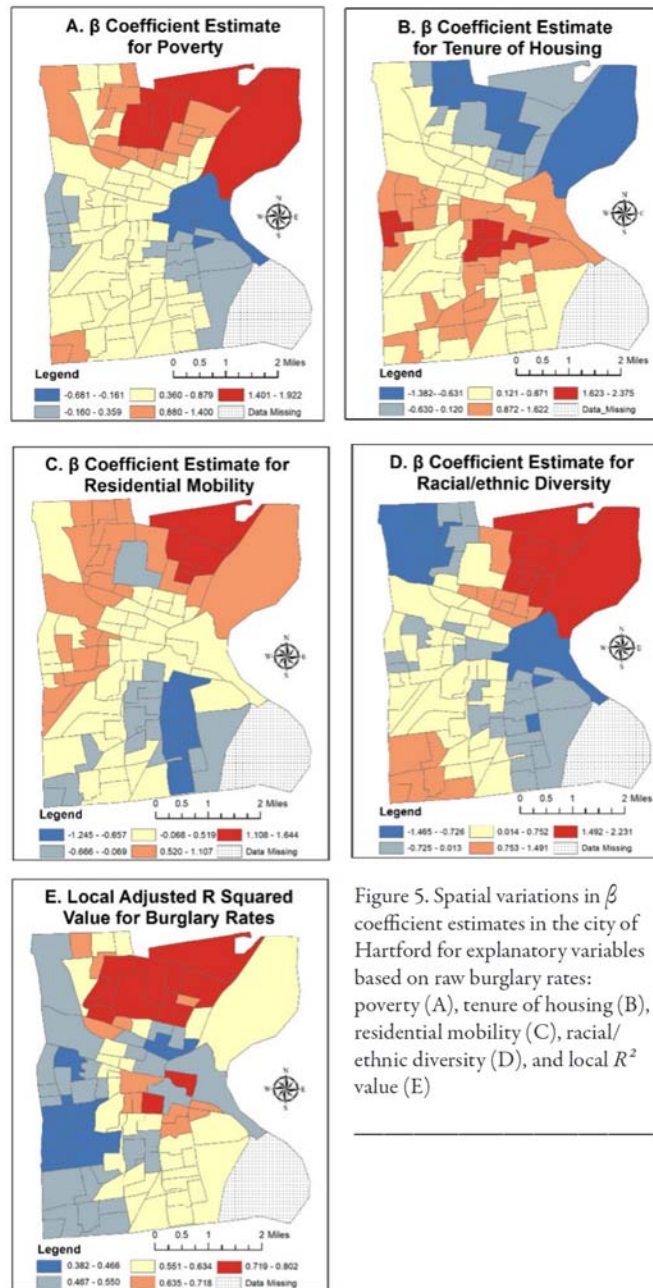 A. β Coefficient Estimate
for Poverty
N
W E
S
0 0.5 1 2 Miles
Legend
-0.681 - -0.161 0.360 - 0.879 1.401 - 1.922
-0.160 - 0.359 0.880 - 1.400 Data Missing
B. β Coefficient Estimate
for Tenure of Housing
N
W E
S
0 0.5 1 2 Miles
Legend
-1.382 - -0.631 0.121 - 0.871 1.623 - 2.375
-0.630 - 0.120 0.872 - 1.622 Data_Missing
C. β Coefficient Estimate for
Residential Mobility
N
W E
S
0 0.5 1 2 Miles
Legend
-1.245 - -0.657 -0.068 - 0.519 1.108 - 1.644
-0.666 - -0.069 0.520 - 1.107 Data Missing
D. β Coefficient Estimate for
Racial/ethnic Diversity
N
W E
S
0 0.5 1 2 Miles
Legend
-1.465 - -0.726 0.014 - 0.752 1.492 - 2.231
-0.725 - 0.013 0.753 - 1.491 Data Missing
E. Local Adjusted R Squared
Value for Burglary Rates
N
W E
S
0 0.5 1 2 Miles
Legend
0.382 - 0.466 0.551 - 0.634 0.719 - 0.802
0.467 - 0.550 0.635 - 0.718 Data Missing
Figure 5. Spatial variations in β
coefficient estimates in the city of
Hartford for explanatory variables
based on raw burglary rates:
poverty (A), tenure of housing (B),
residential mobility (C), racial/
ethnic diversity (D), and local R²
value (E)